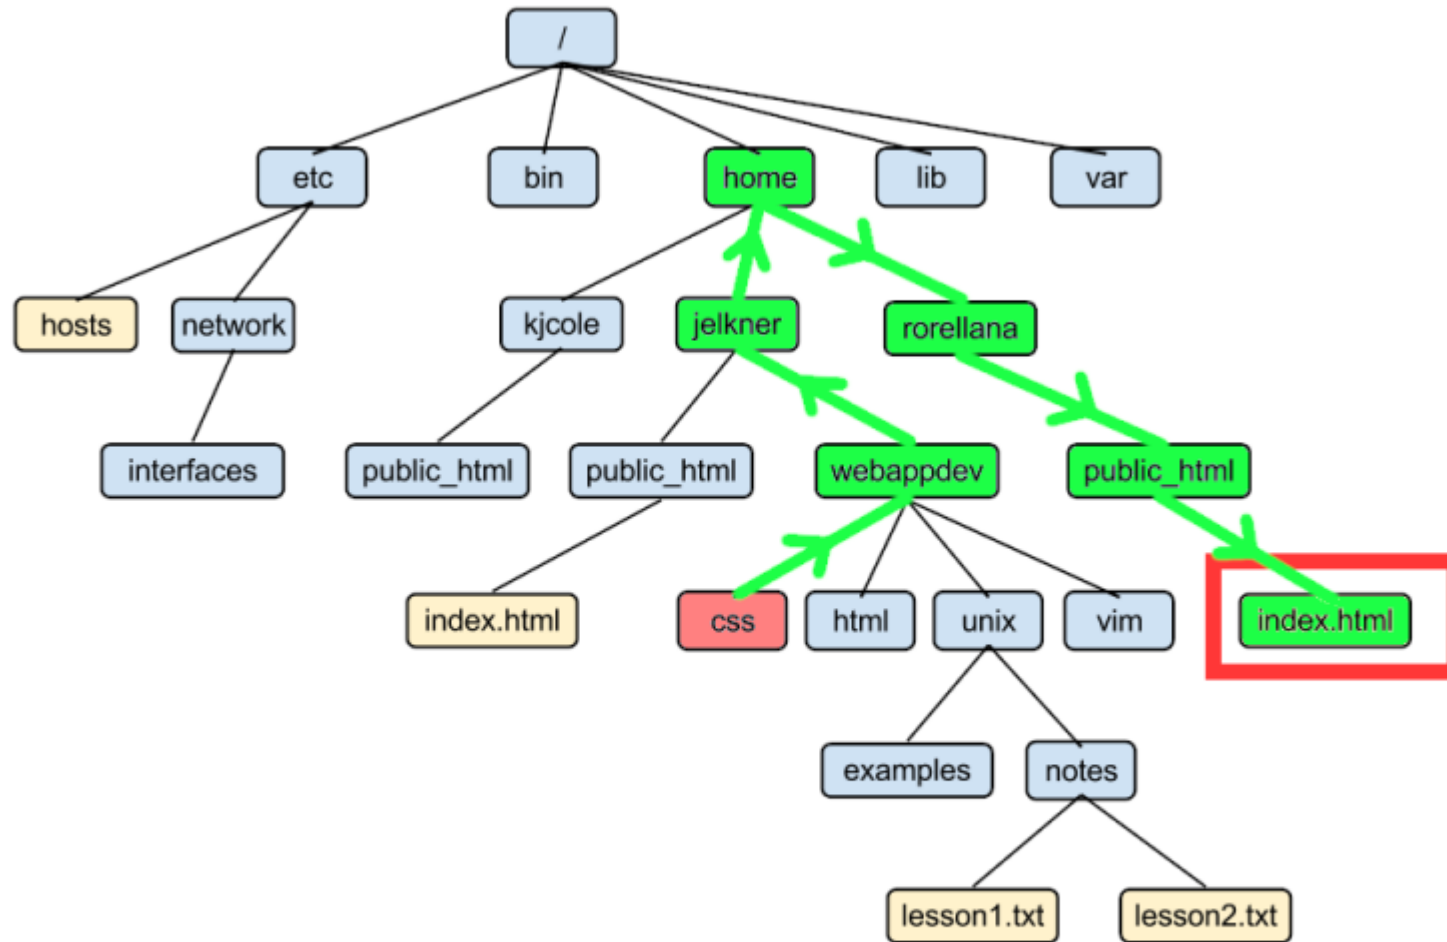 /
etc
bin
home
lib
var
hosts
network
kjcole
jelkner
rorellana
interfaces
public_html
public_html
webappdev
public_html
index.html
css
html
unix
vim
index.html
examples
notes
lesson1.txt
lesson2.txt